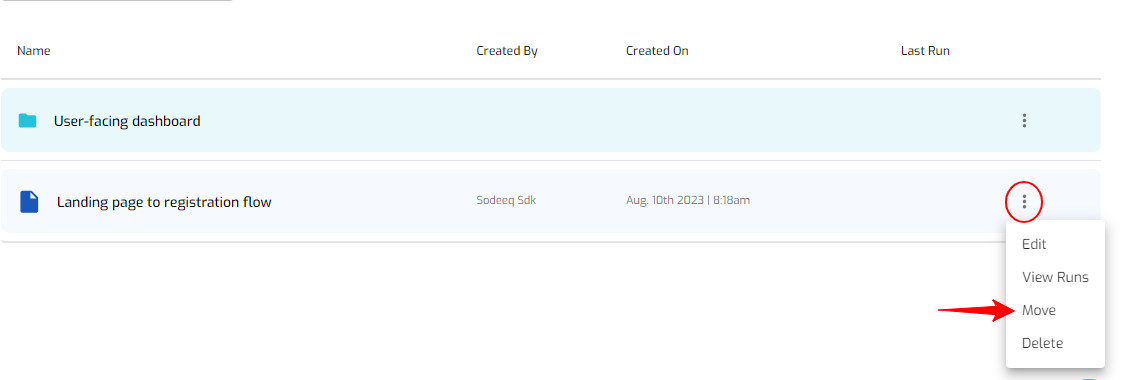 Name Created By Created On Last Run
User-facing dashboard
Landing page to registration flow Sodeeq Sdk Aug. 10th 2023 | 8:18am
Edit
View Runs
Move
Delete